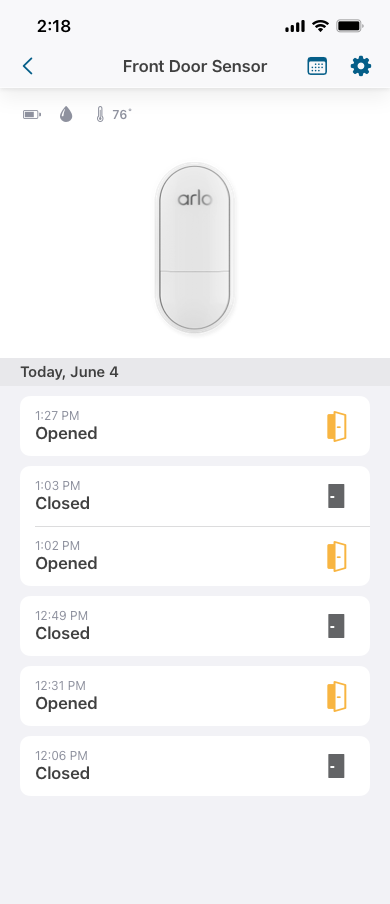 2:18
Front Door Sensor
76°
arlo
Today, June 4
1:27 PM
Opened
1:03 PM
Closed
1:02 PM
Opened
12:49 PM
Closed
12:31 PM
Opened
12:06 PM
Closed